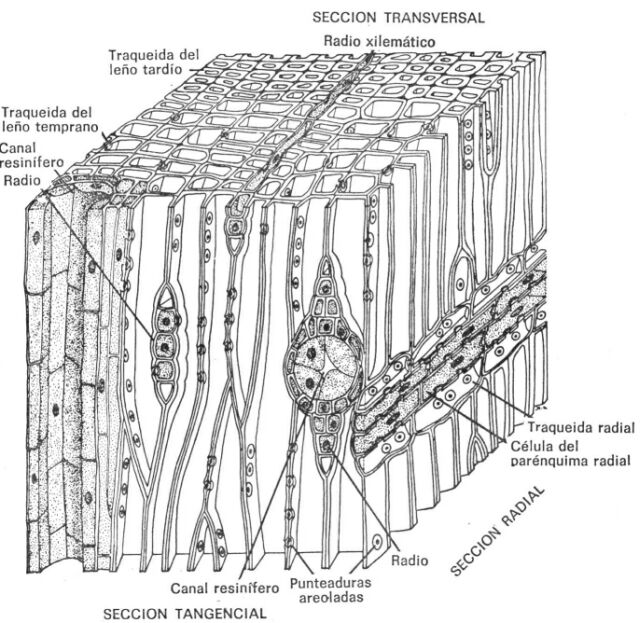 SECCION TRANSVERSAL
Radio xilemático
Traqueida del
leño tardío
Traqueida del
leño temprano
Canal
resinífero
Radio
Traqueida radial
Célula del
parénquima radial
SECCION RADIAL
Radio
Canal resinífero
Punteaduras
areoladas
SECCION TANGENCIAL